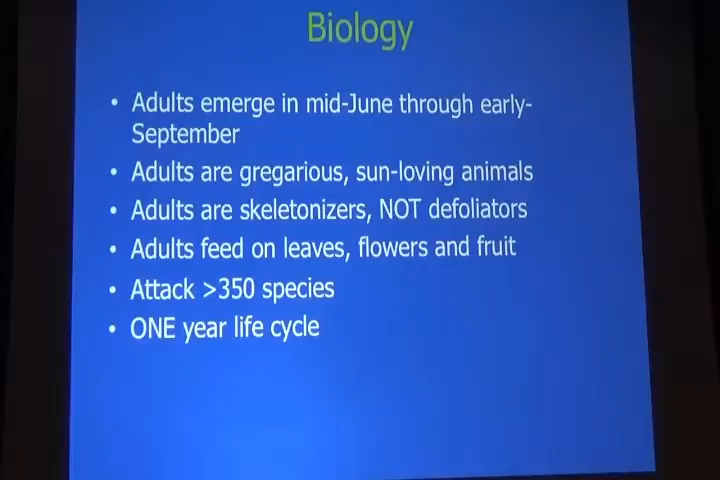 Biology
• Adults emerge in mid-June through early-
September
• Adults are gregarious, sun-loving animals
• Adults are skeletonizers, NOT defoliators
• Adults feed on leaves, flowers and fruit
• Attack >350 species
• ONE year life cycle